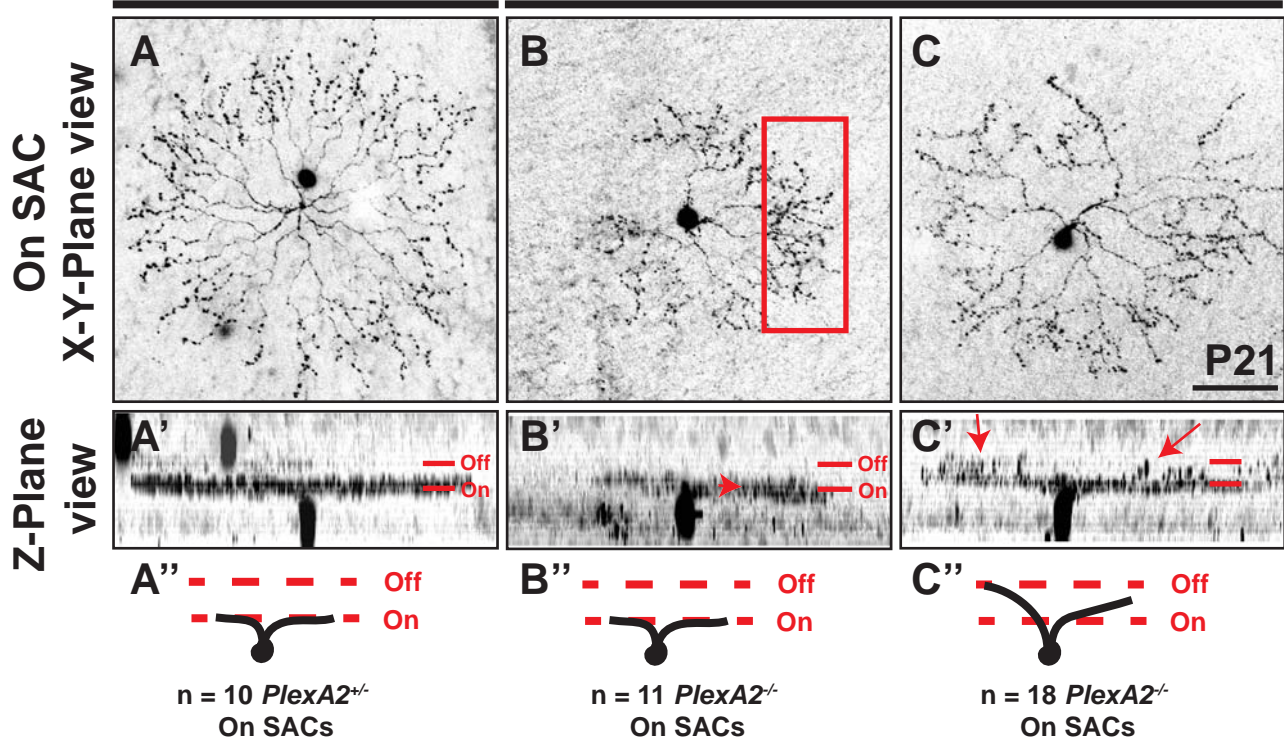 On SAC
X-Y-Plane view
A
B
C
P21
Z-Plane
view
A'
Off
On
B'
Off
On
C'
A''
Off
On
B''
Off
On
C''
Off
On
n = 10 PlexA2+/-
On SACs
n = 11 PlexA2-/-
On SACs
n = 18 PlexA2-/-
On SACs